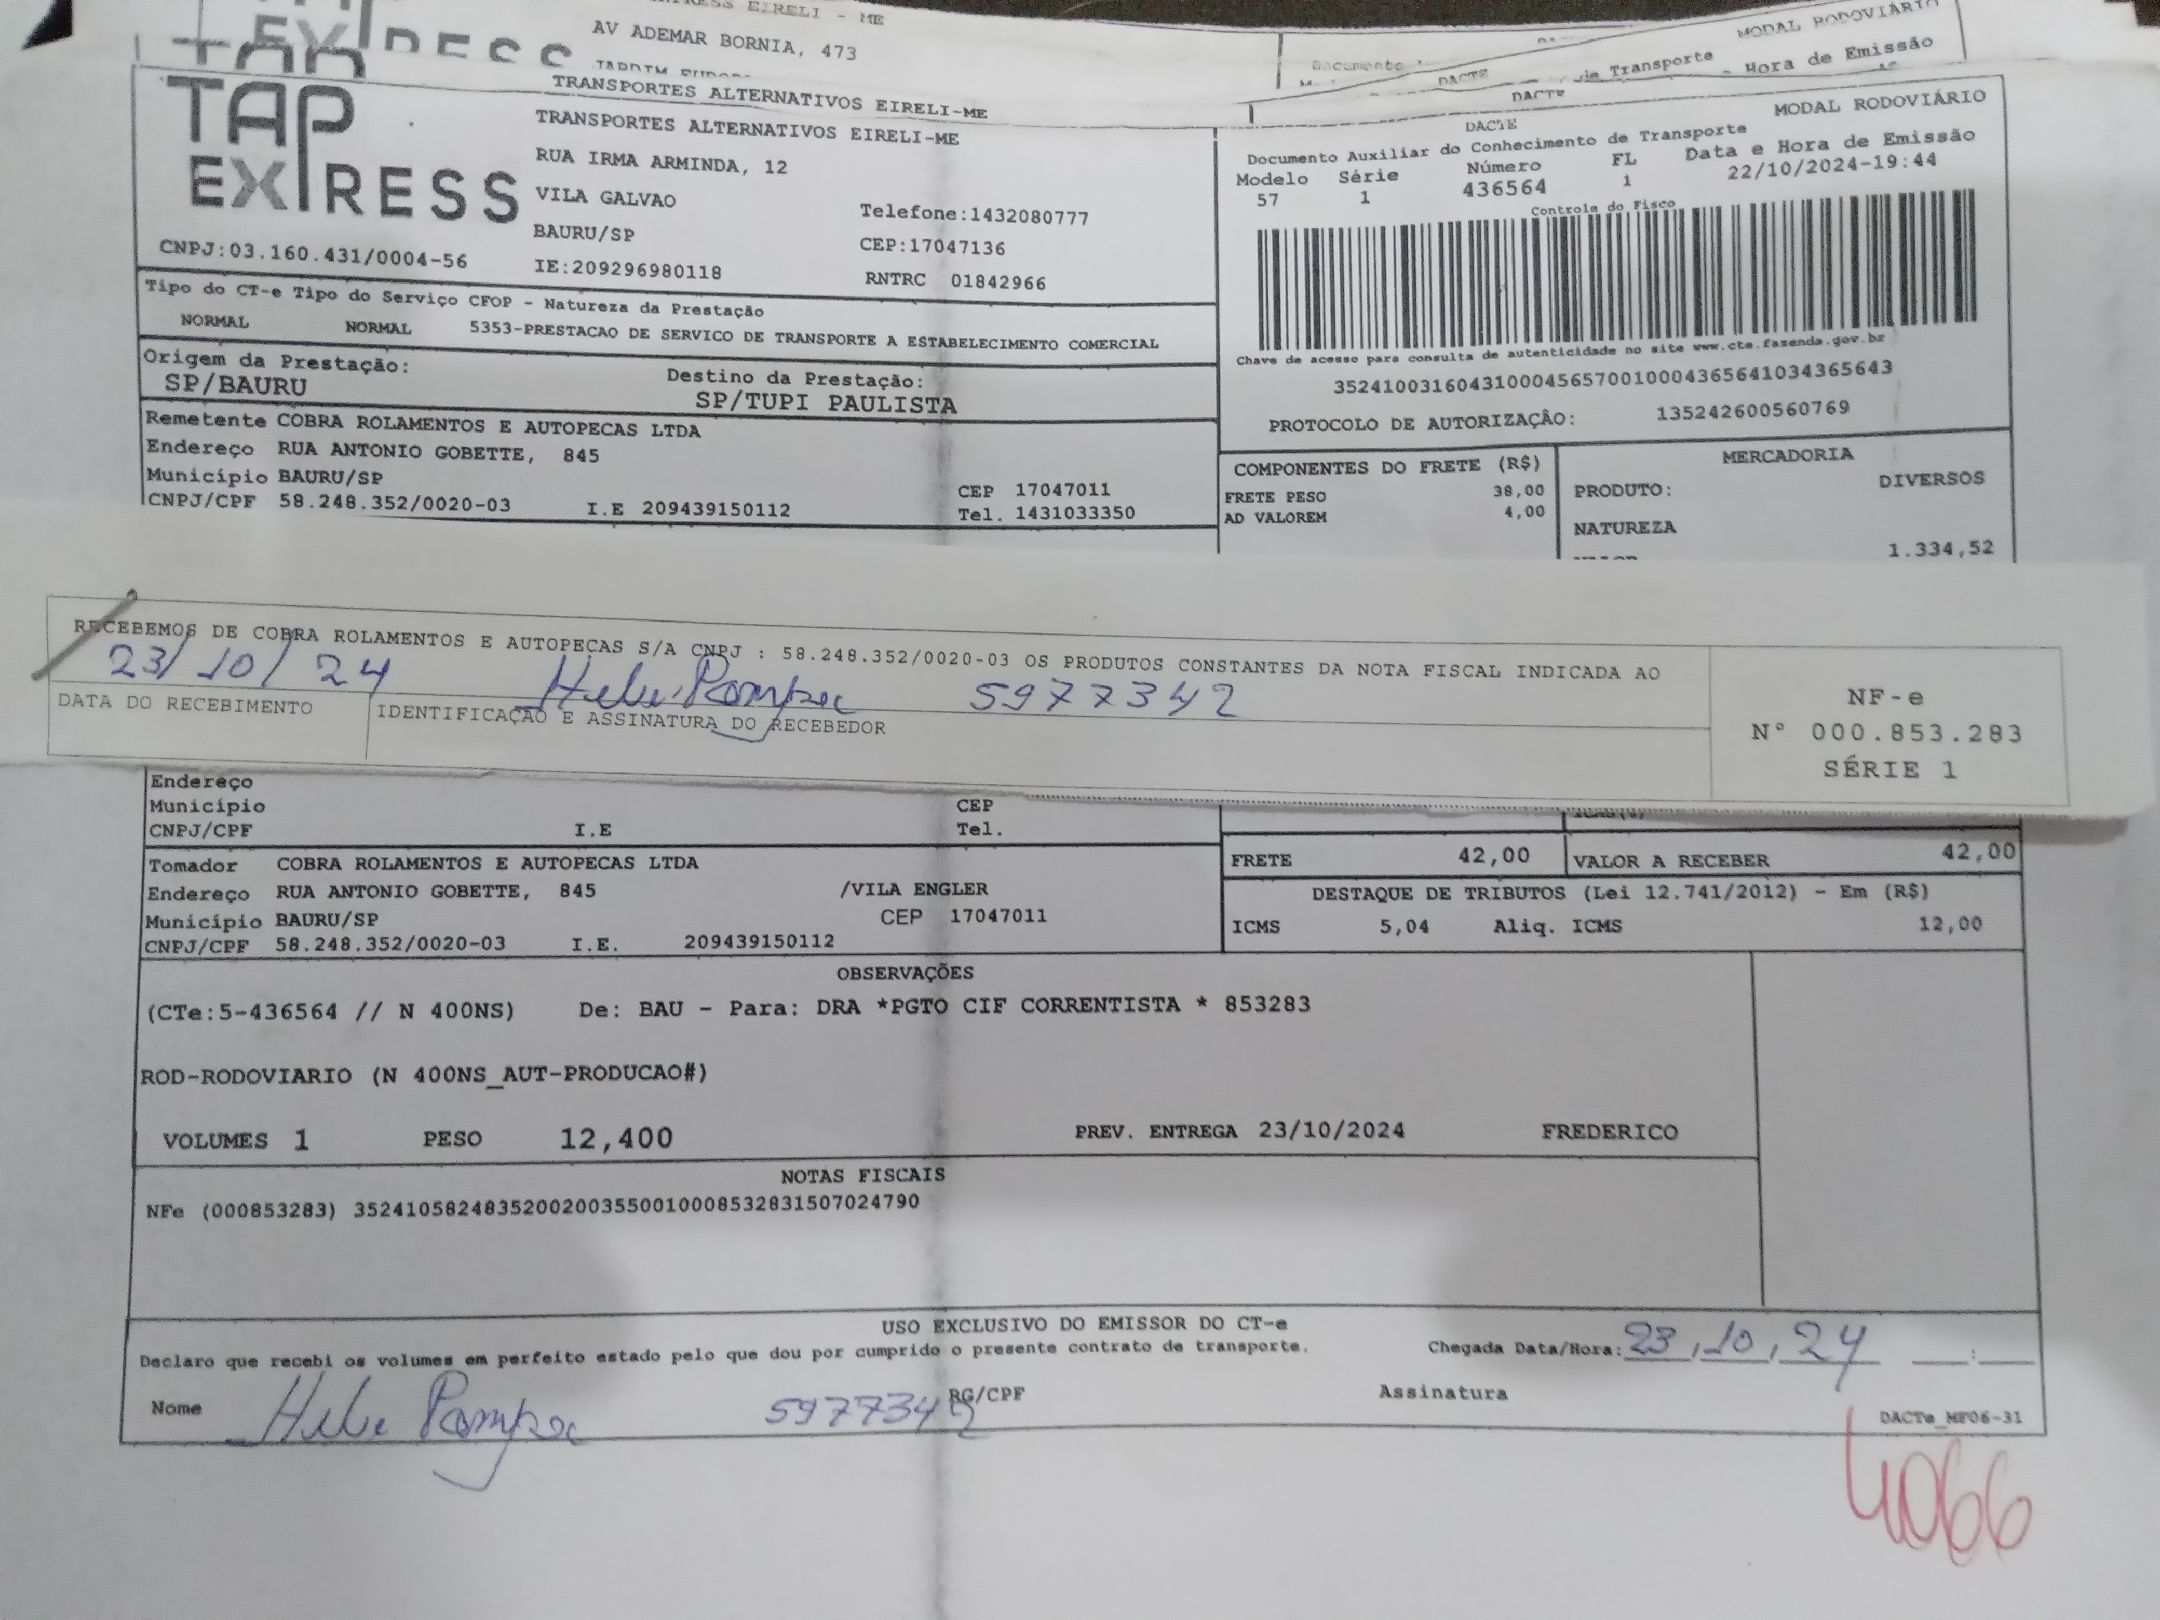 AV ADEMAR BORNIA, 473
MODAL RODOVIÁRIO
de Transporte - Hora de Emissão
DACTE
TRANSPORTES ALTERNATIVOS EIRELI-ME
DACTE
TAP EXPRESS
CNPJ:03.160.431/0004-56
TRANSPORTES ALTERNATIVOS EIRELI-ME
RUA IRMA ARMINDA, 12
VILA GALVAO
Telefone:1432080777
BAURU/SP
CEP:17047136
IE:209296980118
RNTRC 01842966
DACTE
MODAL RODOVIÁRIO
Documento Auxiliar do Conhecimento de Transporte
Modelo Série Número FL Data e Hora de Emissão
57 1 436564 1 22/10/2024-19:44
Controle do Fisco
Chave de acesso para consulta de autenticidade no site www.cte.fazenda.gov.br
35241003160431000456570010004365641034365643
PROTOCOLO DE AUTORIZAÇÃO: 135242600560769
Tipo do CT-e Tipo do Serviço CFOP - Natureza da Prestação
NORMAL NORMAL 5353-PRESTACAO DE SERVICO DE TRANSPORTE A ESTABELECIMENTO COMERCIAL
Origem da Prestação: Destino da Prestação:
SP/BAURU SP/TUPI PAULISTA
Remetente COBRA ROLAMENTOS E AUTOPECAS LTDA
Endereço RUA ANTONIO GOBETTE, 845
Município BAURU/SP CEP 17047011
CNPJ/CPF 58.248.352/0020-03 I.E 209439150112 Tel. 1431033350
COMPONENTES DO FRETE (R$)
FRETE PESO 38,00
AD VALOREM 4,00
MERCADORIA
PRODUTO: DIVERSOS
NATUREZA
1.334,52
RECEBEMOS DE COBRA ROLAMENTOS E AUTOPECAS S/A CNPJ : 58.248.352/0020-03 OS PRODUTOS CONSTANTES DA NOTA FISCAL INDICADA AO
23/10/24 5977342
DATA DO RECEBIMENTO IDENTIFICAÇÃO E ASSINATURA DO RECEBEDOR
NF-e
N° 000.853.283
SÉRIE 1
Endereço
Município CEP
CNPJ/CPF I.E Tel.
Tomador COBRA ROLAMENTOS E AUTOPECAS LTDA
Endereço RUA ANTONIO GOBETTE, 845 /VILA ENGLER
Município BAURU/SP CEP 17047011
CNPJ/CPF 58.248.352/0020-03 I.E. 209439150112
FRETE 42,00 VALOR A RECEBER 42,00
DESTAQUE DE TRIBUTOS (Lei 12.741/2012) - Em (R$)
ICMS 5,04 Aliq. ICMS 12,00
OBSERVAÇÕES
(CTe:5-436564 // N 400NS) De: BAU - Para: DRA *PGTO CIF CORRENTISTA * 853283
ROD-RODOVIARIO (N 400NS_AUT-PRODUCAO#)
VOLUMES 1 PESO 12,400 PREV. ENTREGA 23/10/2024 FREDERICO
NOTAS FISCAIS
NFe (000853283) 35241058248352002003550010008532831507024790
USO EXCLUSIVO DO EMISSOR DO CT-e
Declaro que recebi os volumes em perfeito estado pelo que dou por cumprido o presente contrato de transporte. Chegada Data/Hora: 23,10,24 :
Nome 5977342 RG/CPF Assinatura
DACTe_MF06-31
4066